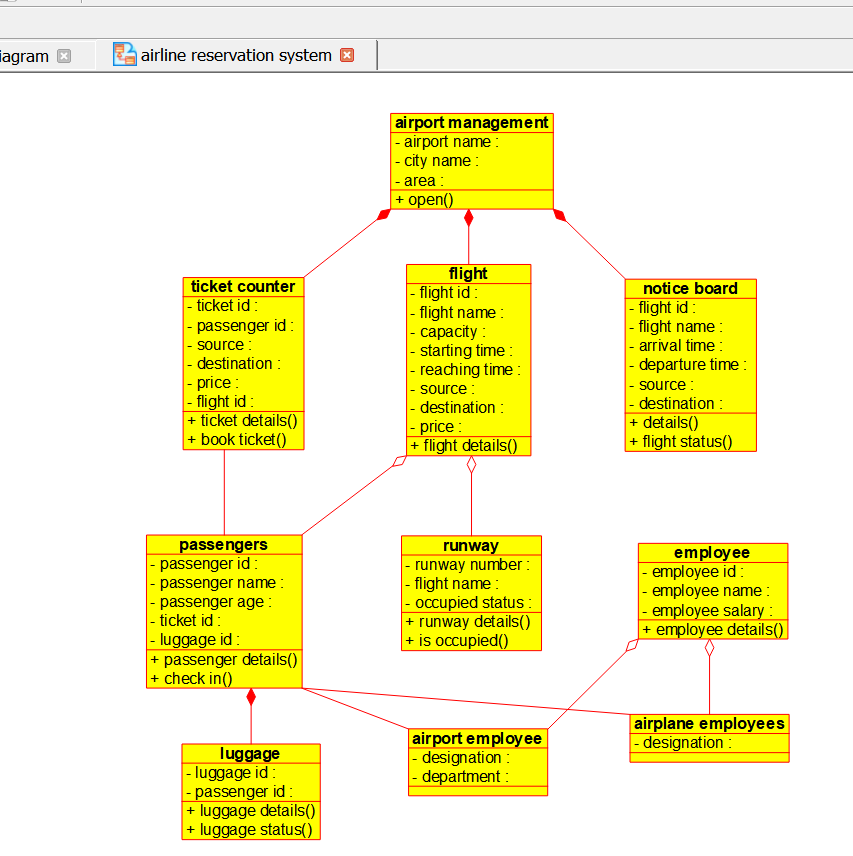 iagram
airline reservation system
airport management
- airport name :
- city name :
- area :
+ open()
ticket counter
- ticket id :
- passenger id :
- source :
- destination :
- price :
- flight id :
+ ticket details()
+ book ticket()
flight
- flight id :
- flight name :
- capacity :
- starting time :
- reaching time :
- source :
- destination :
- price :
+ flight details()
notice board
- flight id :
- flight name :
- arrival time :
- departure time :
- source :
- destination :
+ details()
+ flight status()
passengers
- passenger id :
- passenger name :
- passenger age :
- ticket id :
- luggage id :
+ passenger details()
+ check in()
runway
- runway number :
- flight name :
- occupied status :
+ runway details()
+ is occupied()
employee
- employee id :
- employee name :
- employee salary :
+ employee details()
luggage
- luggage id :
- passenger id :
+ luggage details()
+ luggage status()
airport employee
- designation :
- department :
airplane employees
- designation :